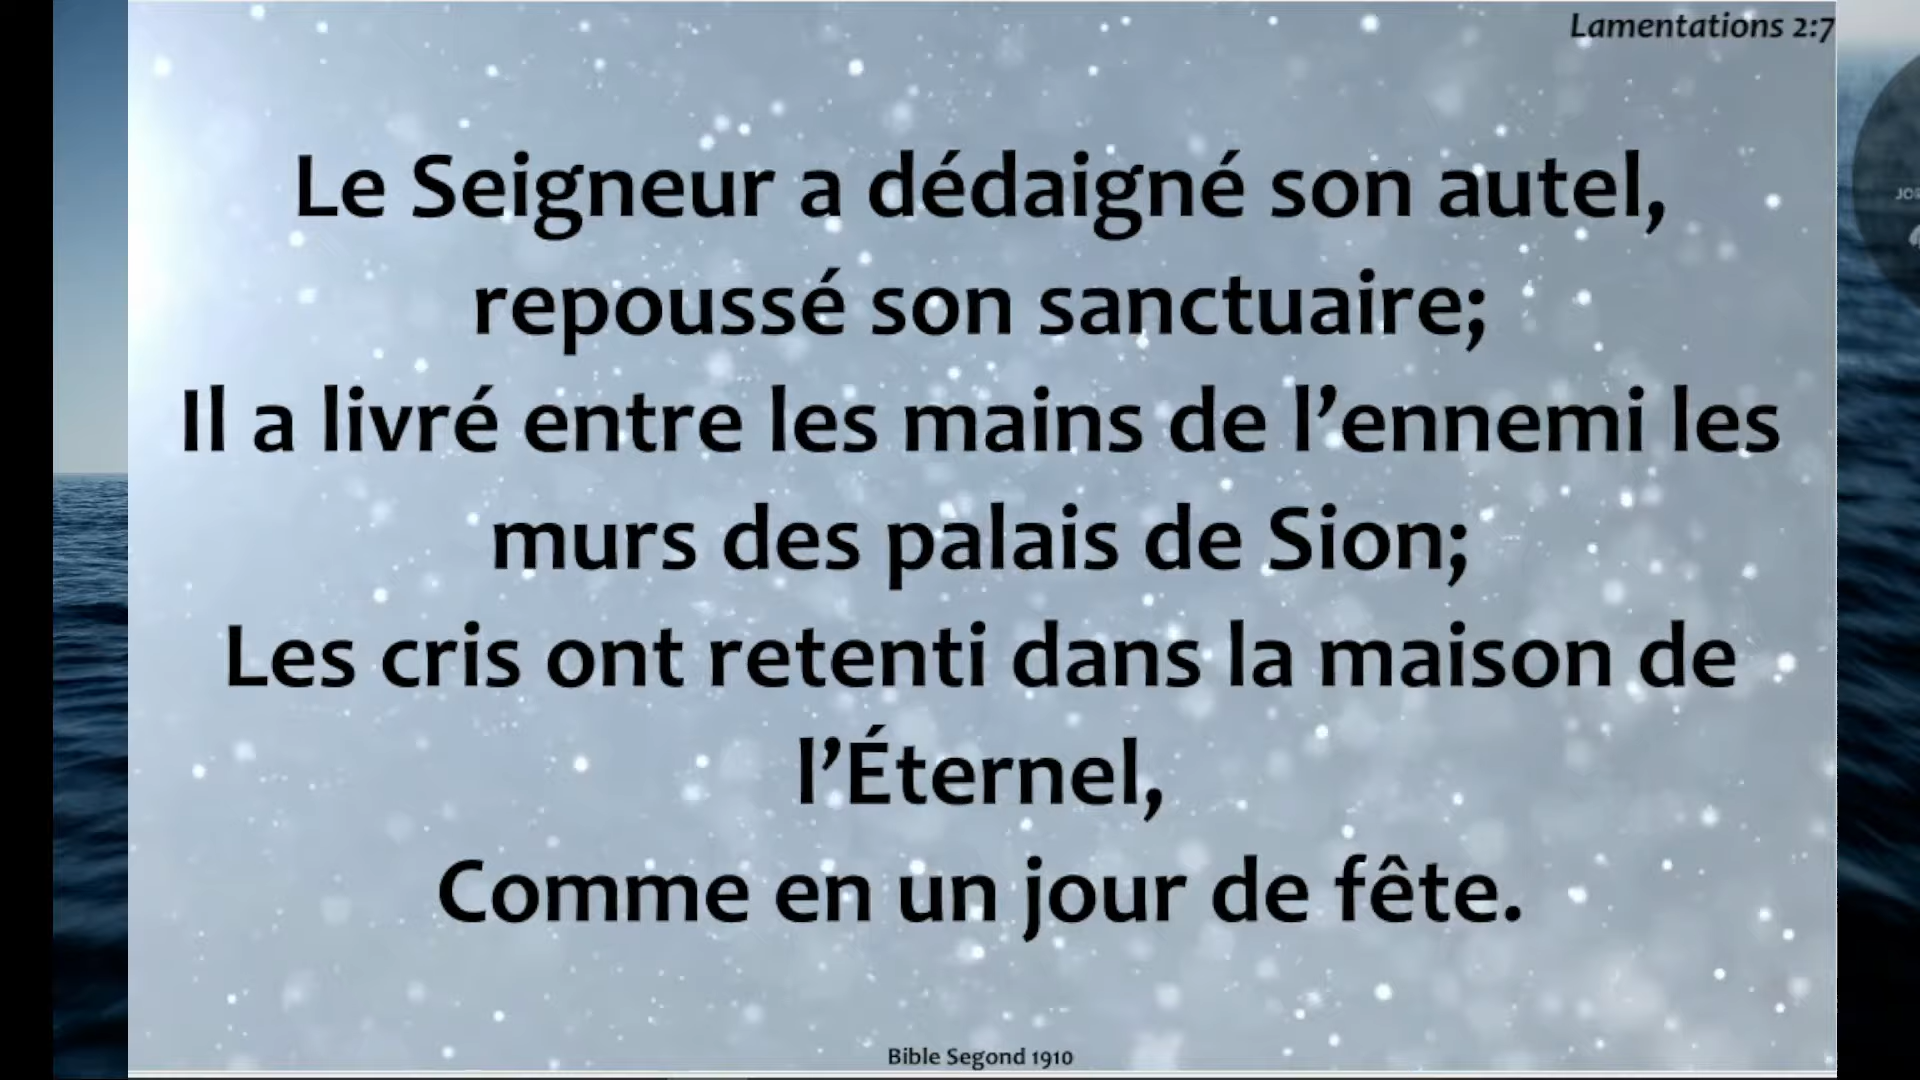 Lamentations 2:7
Le Seigneur a dédaigné son autel,
repoussé son sanctuaire;
Il a livré entre les mains de l’ennemi les
murs des palais de Sion;
Les cris ont retenti dans la maison de
l’Éternel,
Comme en un jour de fête.
Bible Segond 1910